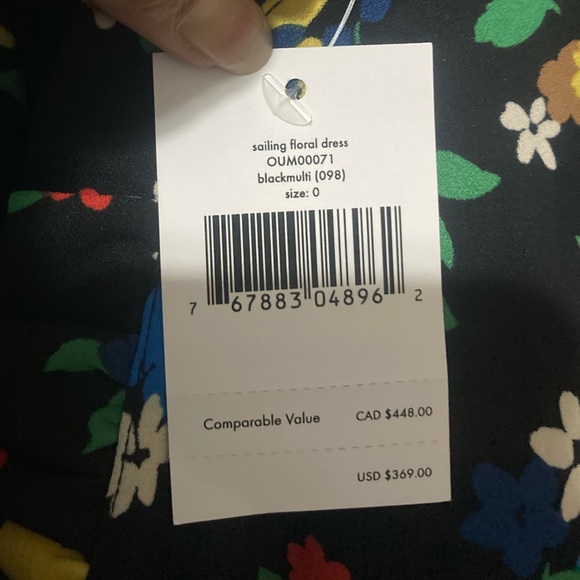 sailing floral dress
OUM00071
blackmulti (098)
size: 0
7 67883 04896 2
Comparable Value CAD $448.00
USD $369.00